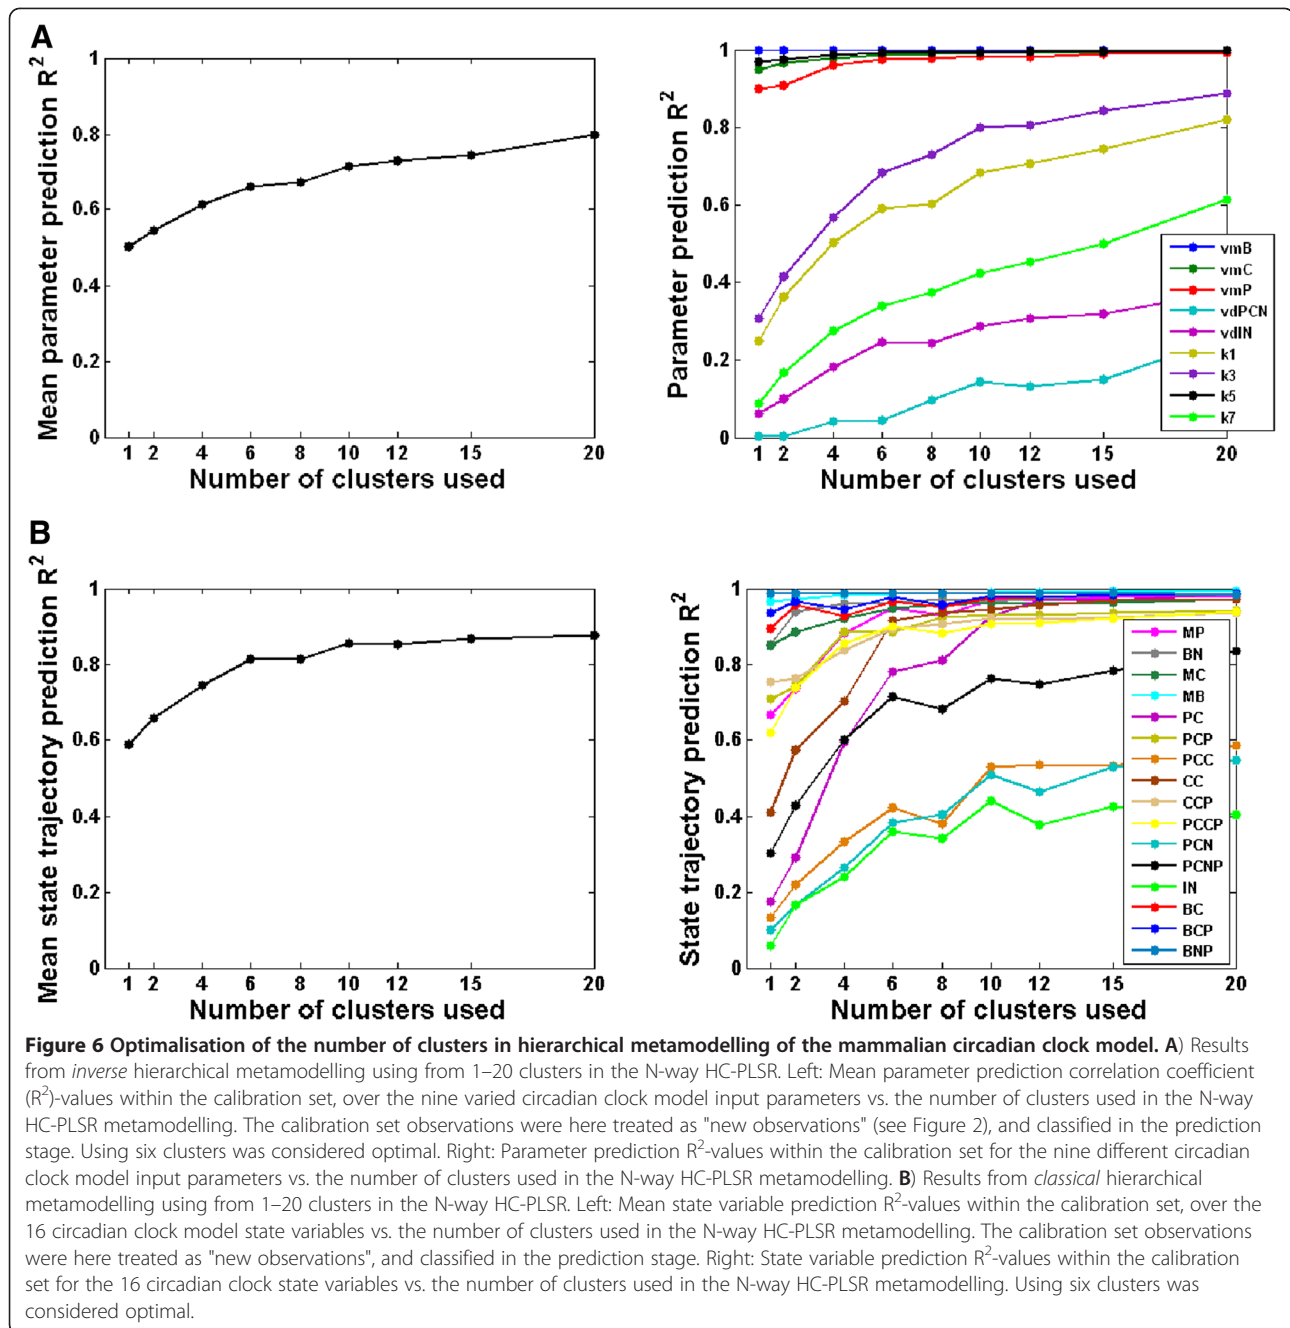 A
Mean parameter prediction R²
1
0.8
0.6
0.4
0.2
0
1 2 4 6 8 10 12 15 20
Number of clusters used
Parameter prediction R²
1
0.8
0.6
0.4
0.2
0
1 2 4 6 8 10 12 15 20
Number of clusters used
vmB
vmC
vmP
vdPCN
vdIN
k1
k3
k5
k7
B
Mean state trajectory prediction R²
1
0.8
0.6
0.4
0.2
0
1 2 4 6 8 10 12 15 20
Number of clusters used
State trajectory prediction R²
1
0.8
0.6
0.4
0.2
0
1 2 4 6 8 10 12 15 20
Number of clusters used
MP
BN
MC
MB
PC
PCP
PCC
CC
CCP
PCCP
PCN
PCNP
IN
BC
BCP
BNP
Figure 6 Optimalisation of the number of clusters in hierarchical metamodelling of the mammalian circadian clock model. A) Results
from inverse hierarchical metamodelling using from 1–20 clusters in the N-way HC-PLSR. Left: Mean parameter prediction correlation coefficient
(R²)-values within the calibration set, over the nine varied circadian clock model input parameters vs. the number of clusters used in the N-way
HC-PLSR metamodelling. The calibration set observations were here treated as "new observations" (see Figure 2), and classified in the prediction
stage. Using six clusters was considered optimal. Right: Parameter prediction R²-values within the calibration set for the nine different circadian
clock model input parameters vs. the number of clusters used in the N-way HC-PLSR metamodelling. B) Results from classical hierarchical
metamodelling using from 1–20 clusters in the N-way HC-PLSR. Left: Mean state variable prediction R²-values within the calibration set, over the
16 circadian clock model state variables vs. the number of clusters used in the N-way HC-PLSR metamodelling. The calibration set observations
were here treated as "new observations", and classified in the prediction stage. Right: State variable prediction R²-values within the calibration
set for the 16 circadian clock state variables vs. the number of clusters used in the N-way HC-PLSR metamodelling. Using six clusters was
considered optimal.